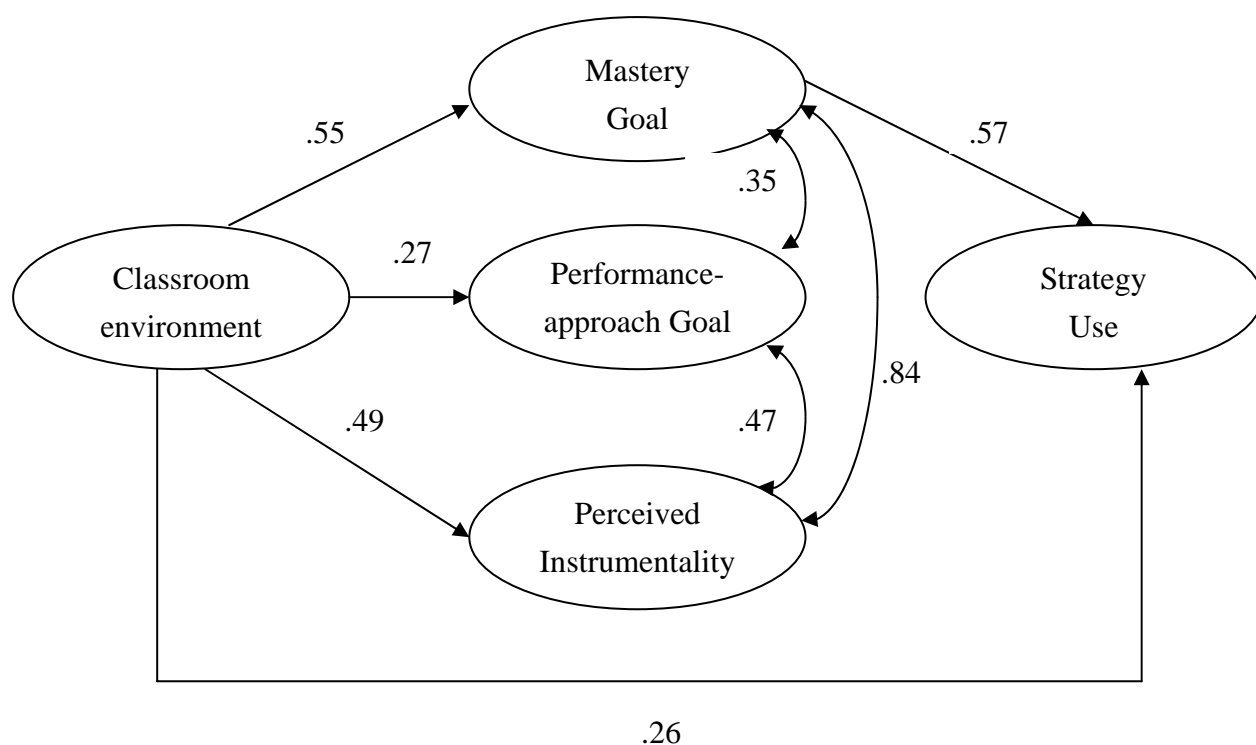 Mastery
Goal
.55
.57
.35
Classroom
environment
.27
Performance-
approach Goal
Strategy
Use
.84
.49
.47
Perceived
Instrumentality
.26